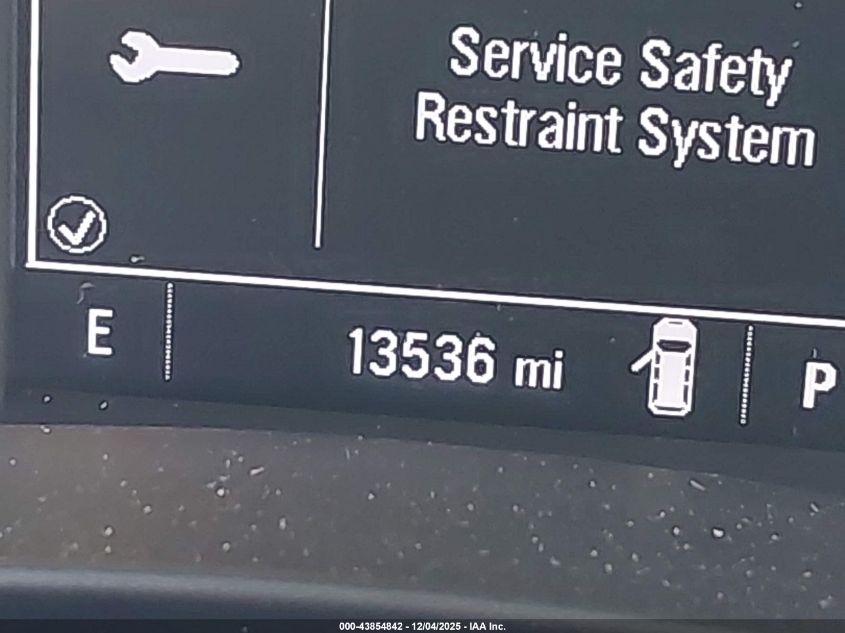 Service Safety
Restraint System
E
13536 mi
P
000-43854842 - 12/04/2025 - IAA Inc.